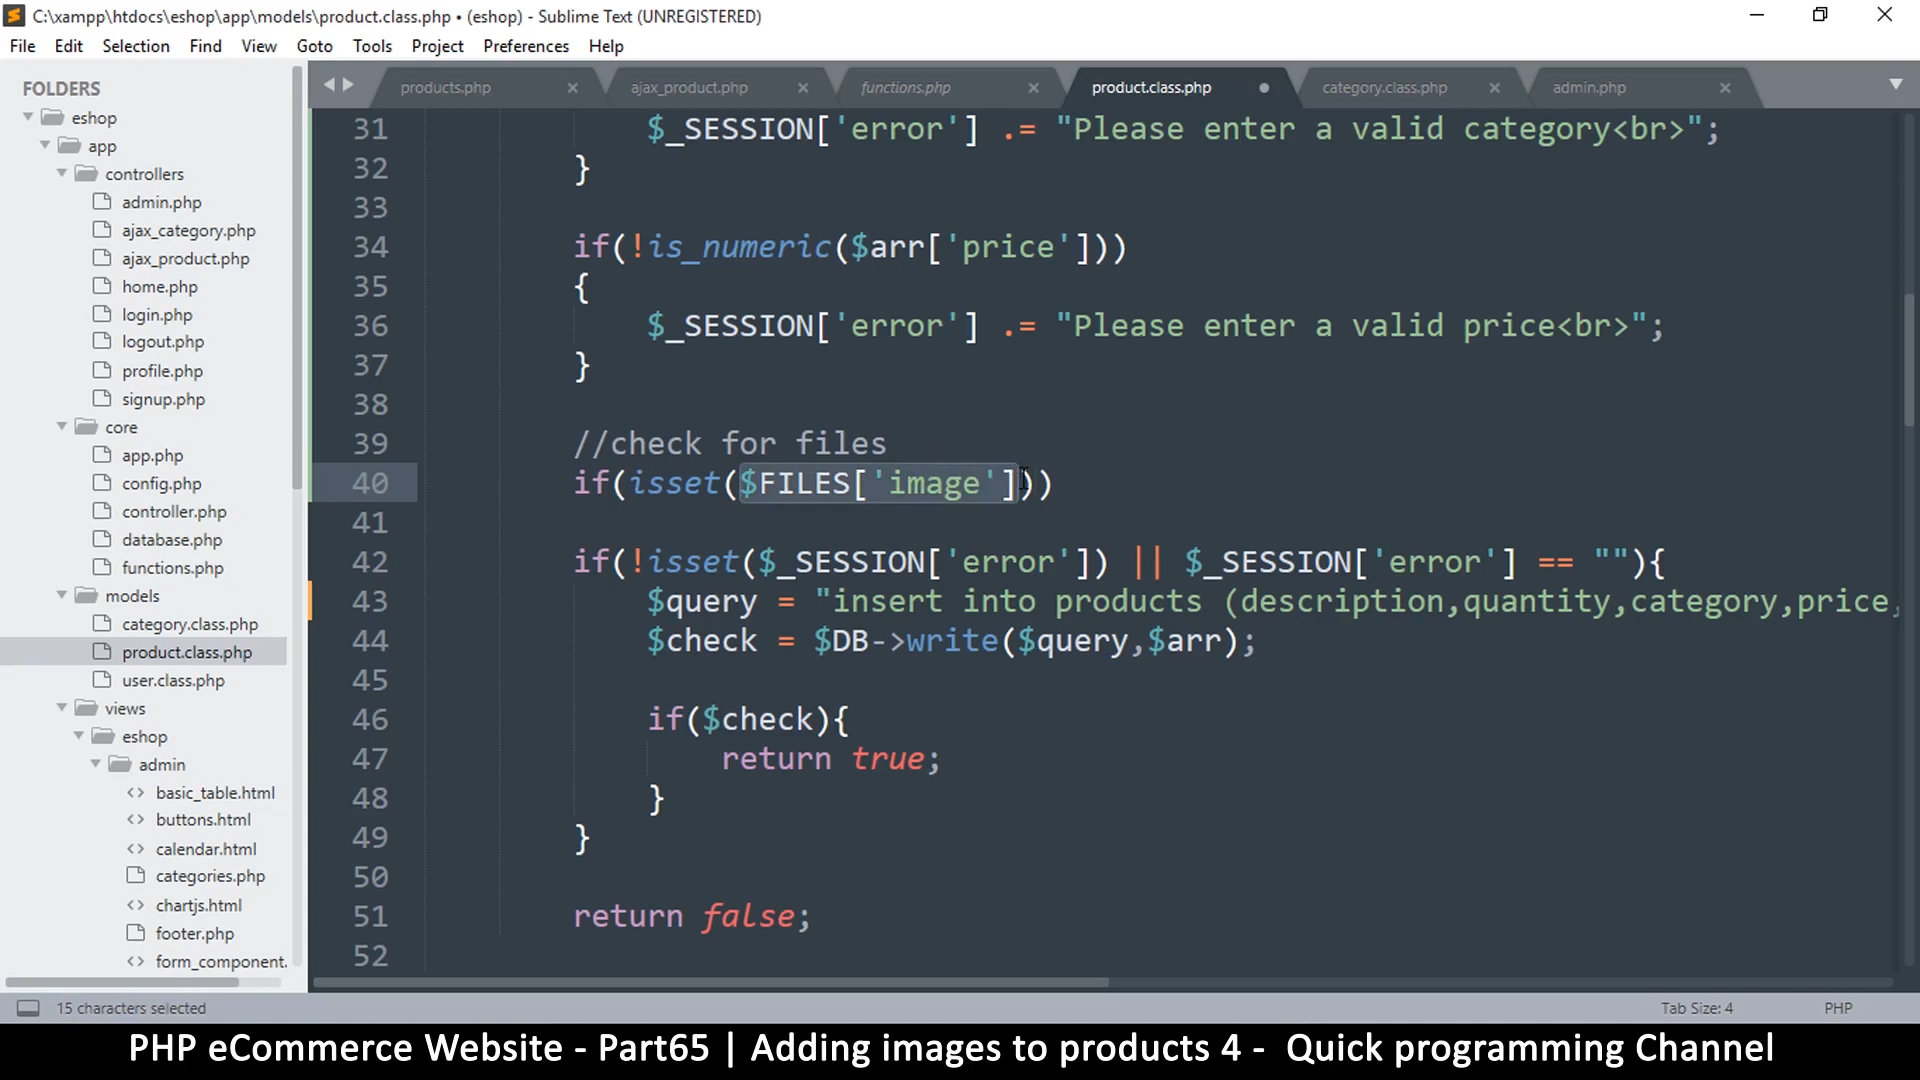 C:\xampp\htdocs\eshop\app\models\product.class.php • (eshop) - Sublime Text (UNREGISTERED)
File Edit Selection Find View Goto Tools Project Preferences Help
FOLDERS
eshop
app
controllers
admin.php
ajax_category.php
ajax_product.php
home.php
login.php
logout.php
profile.php
signup.php
core
app.php
config.php
controller.php
database.php
functions.php
models
category.class.php
product.class.php
user.class.php
views
eshop
admin
basic_table.html
buttons.html
calendar.html
categories.php
chartjs.html
footer.php
form_component.
products.php ajax_product.php functions.php product.class.php category.class.php admin.php
31 $_SESSION['error'] .= "Please enter a valid category<br>";
32 }
33
34 if(!is_numeric($arr['price']))
35 {
36 $_SESSION['error'] .= "Please enter a valid price<br>";
37 }
38
39 //check for files
40 if(isset($FILES['image']))
41
42 if(!isset($_SESSION['error']) || $_SESSION['error'] == ""){
43 $query = "insert into products (description,quantity,category,price,
44 $check = $DB->write($query,$arr);
45
46 if($check){
47 return true;
48 }
49 }
50
51 return false;
52
15 characters selected Tab Size: 4 PHP
PHP eCommerce Website - Part65 | Adding images to products 4 - Quick programming Channel